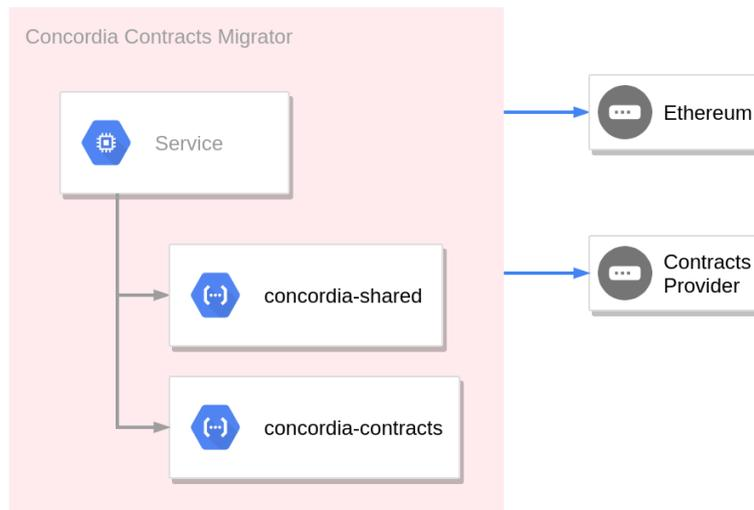 Concordia Contracts Migrator
Service
Ethereum
concordia-shared
Contracts
Provider
concordia-contracts